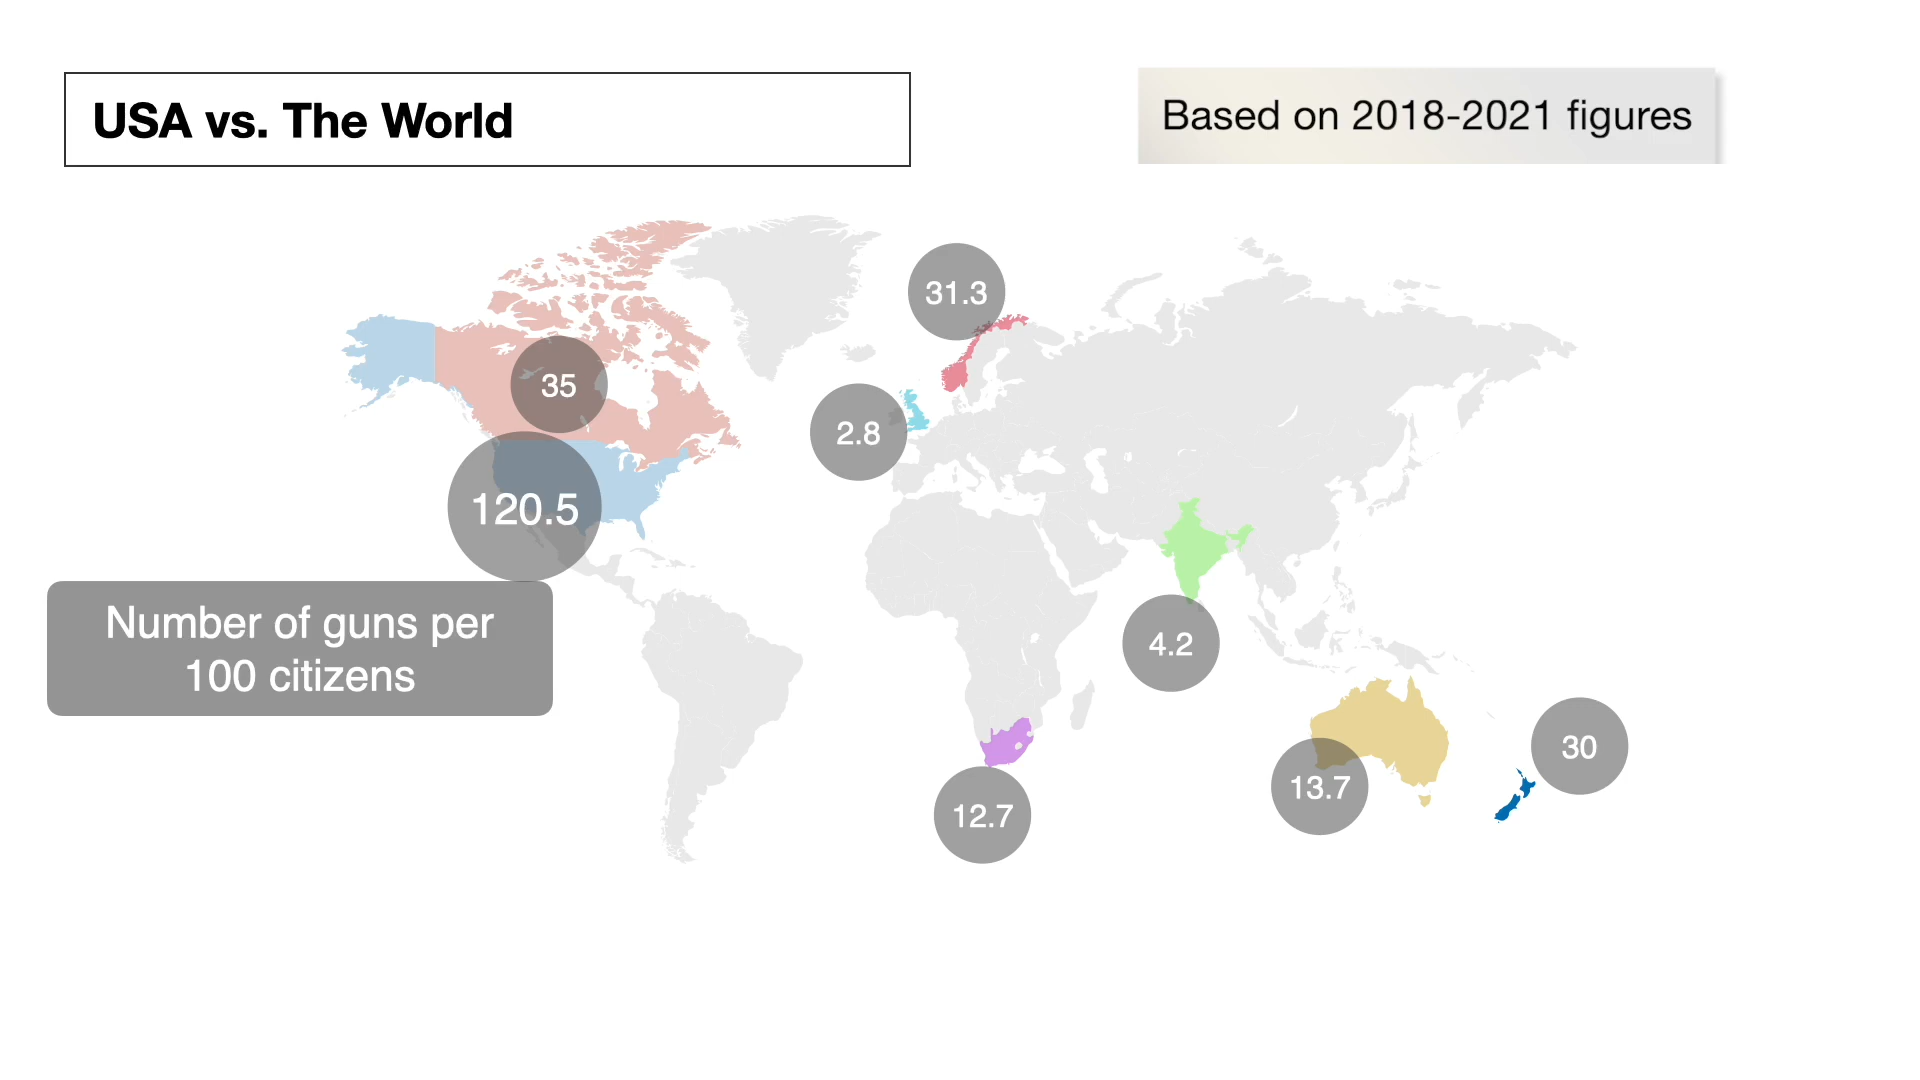 USA vs. The World
Based on 2018-2021 figures
31.3
35
2.8
120.5
Number of guns per
100 citizens
4.2
30
13.7
12.7